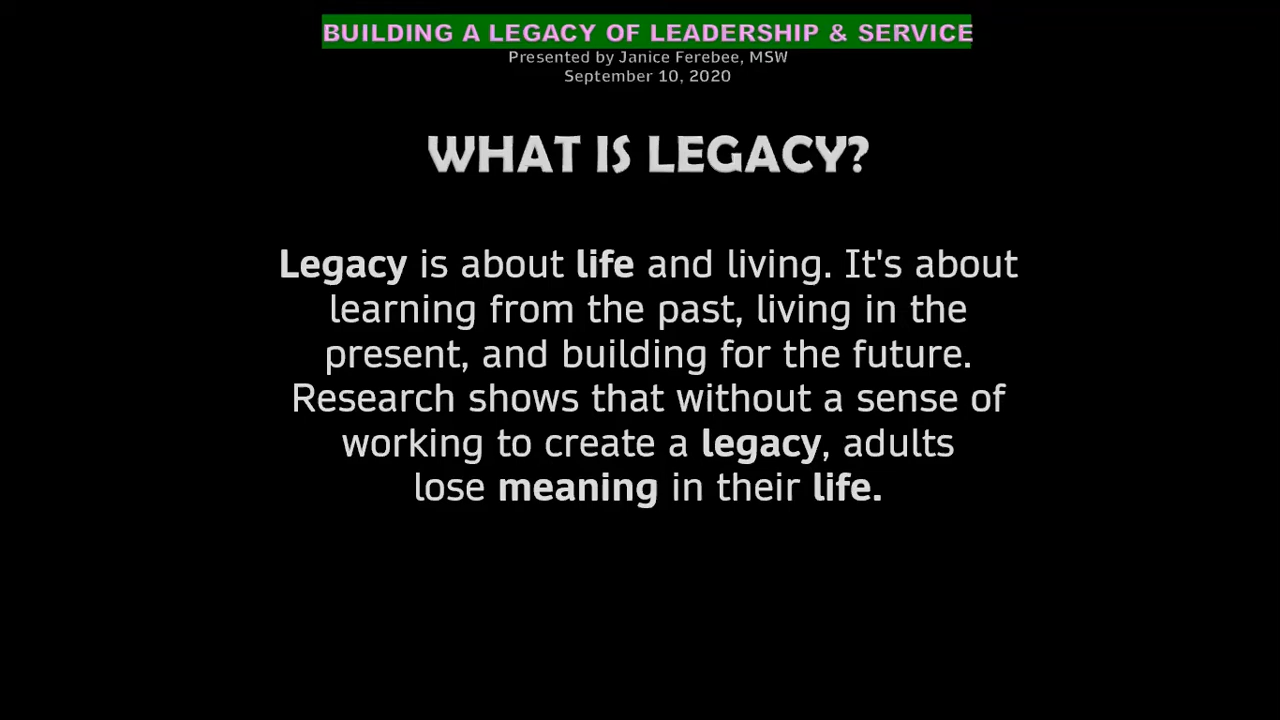 BUILDING A LEGACY OF LEADERSHIP & SERVICE
Presented by Janice Ferebee, MSW
September 10, 2020
WHAT IS LEGACY?
Legacy is about life and living. It's about
learning from the past, living in the
present, and building for the future.
Research shows that without a sense of
working to create a legacy, adults
lose meaning in their life.